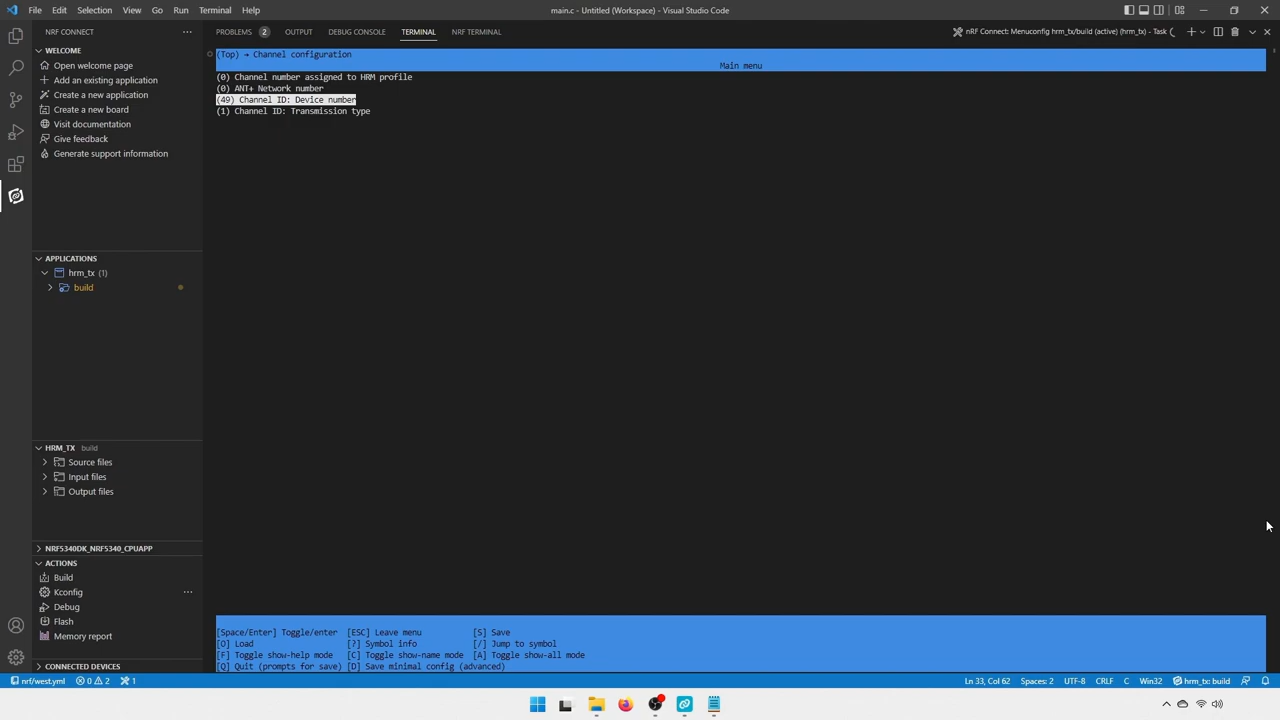 File Edit Selection View Go Run Terminal Help main.c - Untitled (Workspace) - Visual Studio Code
NRF CONNECT ···
PROBLEMS 2 OUTPUT DEBUG CONSOLE TERMINAL NRF TERMINAL nRF Connect: Menuconfig hrm_tx/build (active) (hrm_tx) - Task
WELCOME
Open welcome page
Add an existing application
Create a new application
Create a new board
Visit documentation
Give feedback
Generate support information
APPLICATIONS
hrm_tx (1)
build
HRM_TX build
Source files
Input files
Output files
NRF5340DK_NRF5340_CPUAPP
ACTIONS
Build
Kconfig ···
Debug
Flash
Memory report
CONNECTED DEVICES
(Top) → Channel configuration
Main menu
(0) Channel number assigned to HRM profile
(0) ANT+ Network number
(49) Channel ID: Device number
(1) Channel ID: Transmission type
[Space/Enter] Toggle/enter [ESC] Leave menu [S] Save
[O] Load [?] Symbol info [/] Jump to symbol
[F] Toggle show-help mode [C] Toggle show-name mode [A] Toggle show-all mode
[Q] Quit (prompts for save) [D] Save minimal config (advanced)
nrf/west.yml 0 2 1 Ln 33, Col 62 Spaces: 2 UTF-8 CRLF C Win32 hrm_tx: build